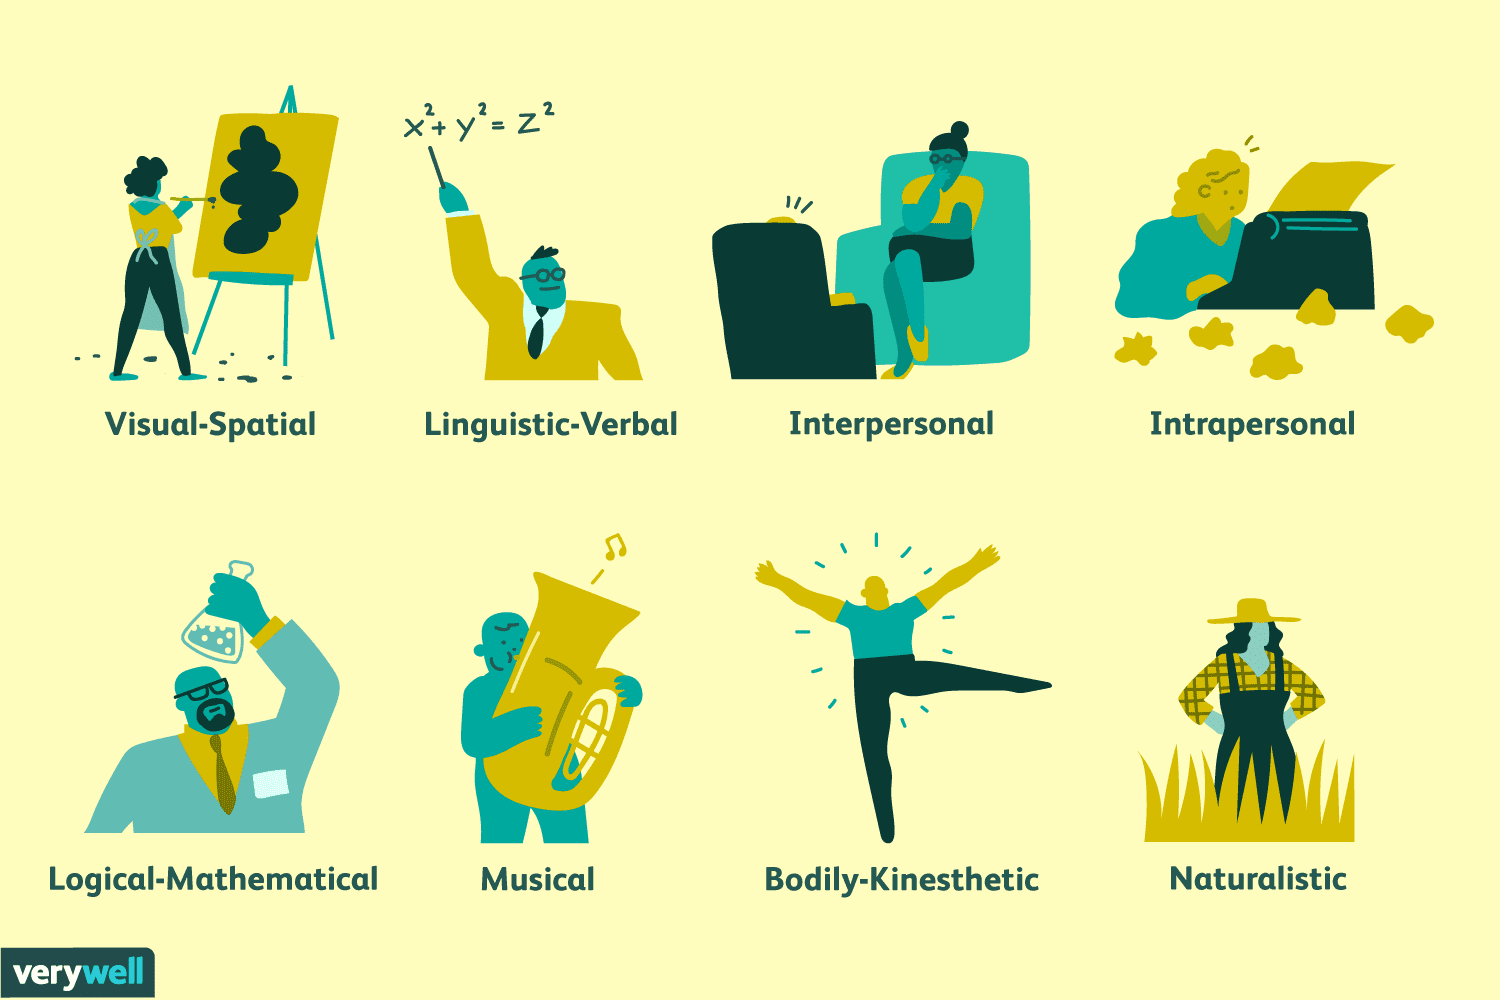 x² + y² = z²
Visual-Spatial
Linguistic-Verbal
Interpersonal
Intrapersonal
Logical-Mathematical
Musical
Bodily-Kinesthetic
Naturalistic
verywell